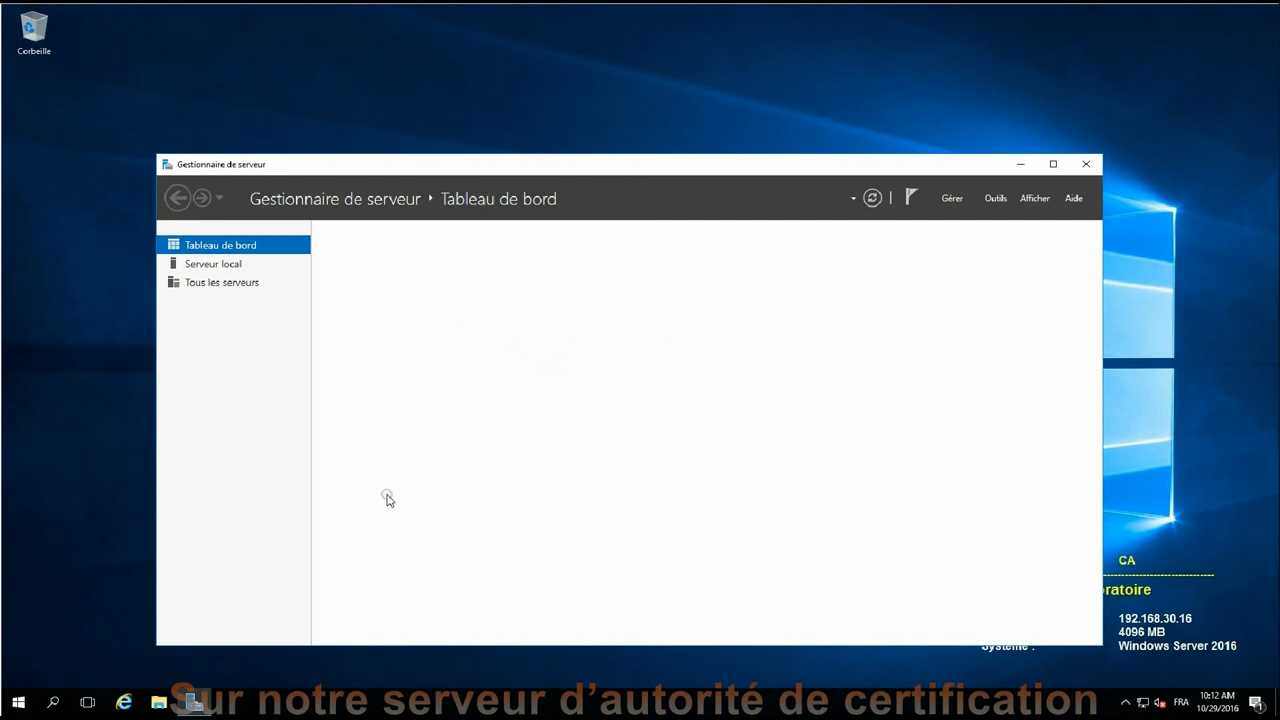 Corbeille
Gestionnaire de serveur
Gestionnaire de serveur ‣ Tableau de bord
Gérer Outils Afficher Aide
Tableau de bord
Serveur local
Tous les serveurs
CA
ratoire
192.168.30.16
4096 MB
Système : Windows Server 2016
Sur notre serveur d'autorité de certification
FRA
10:12 AM
10/29/2016
1